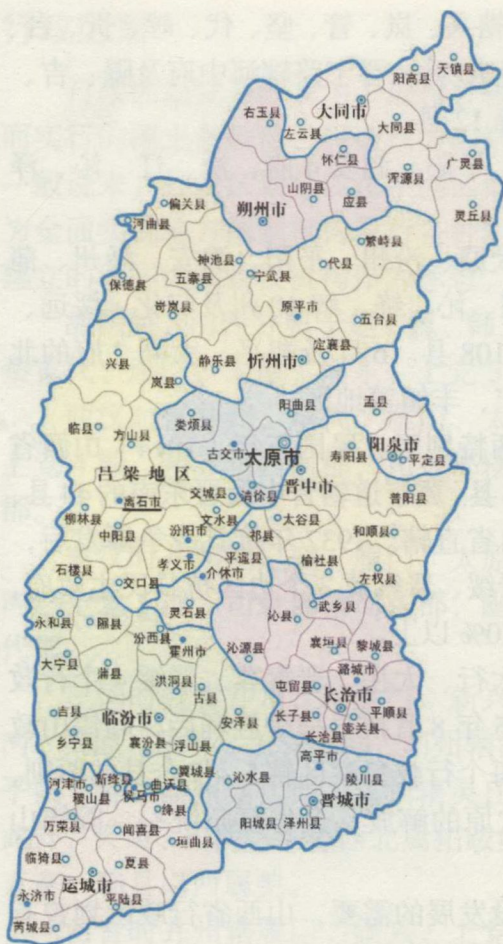 天镇县
阳高县
右玉县
大同市
左云县
大同县
怀仁县
广灵县
浑源县
山阴县
应县
灵丘县
朔州市
偏关县
河曲县
繁峙县
神池县
代县
宁武县
保德县
五寨县
岢岚县
原平市
五台县
定襄县
忻州市
兴县
静乐县
岚县
阳曲县
盂县
娄烦县
临县
方山县
阳泉市
寿阳县
平定县
古交市
太原市
吕梁地区
清徐县
晋中市
离石市
交城县
柳林县
文水县
太谷县
中阳县
汾阳市
祁县
和顺县
孝义市
平遥县
榆社县
石楼县
交口县
介休市
左权县
灵石县
武乡县
沁县
永和县
隰县
汾西县
霍州市
沁源县
襄垣县
黎城县
大宁县
蒲县
洪洞县
古县
屯留县
潞城市
长治市
吉县
临汾市
安泽县
长子县
平顺县
壶关县
乡宁县
襄汾县
浮山县
高平市
翼城县
沁水县
陵川县
河津市
新绛县
曲沃县
稷山县
侯马市
绛县
晋城市
万荣县
闻喜县
阳城县
泽州县
垣曲县
临猗县
夏县
运城市
永济市
平陆县
芮城县